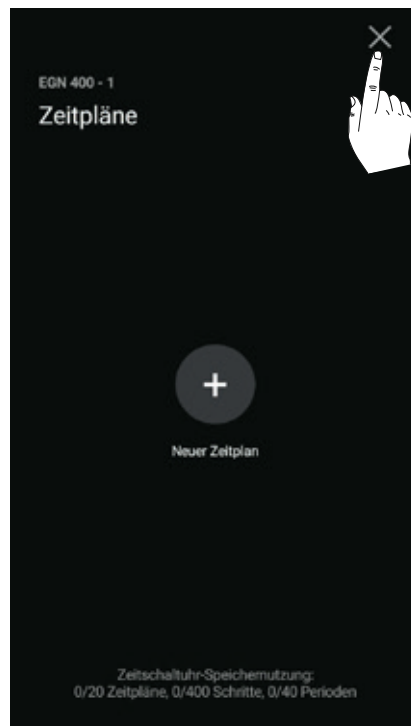 EGN 400 - 1
Zeitpläne
Neuer Zeitplan
Zeitschaltuhr-Speichernutzung:
0/20 Zeitpläne, 0/400 Schritte, 0/40 Perioden